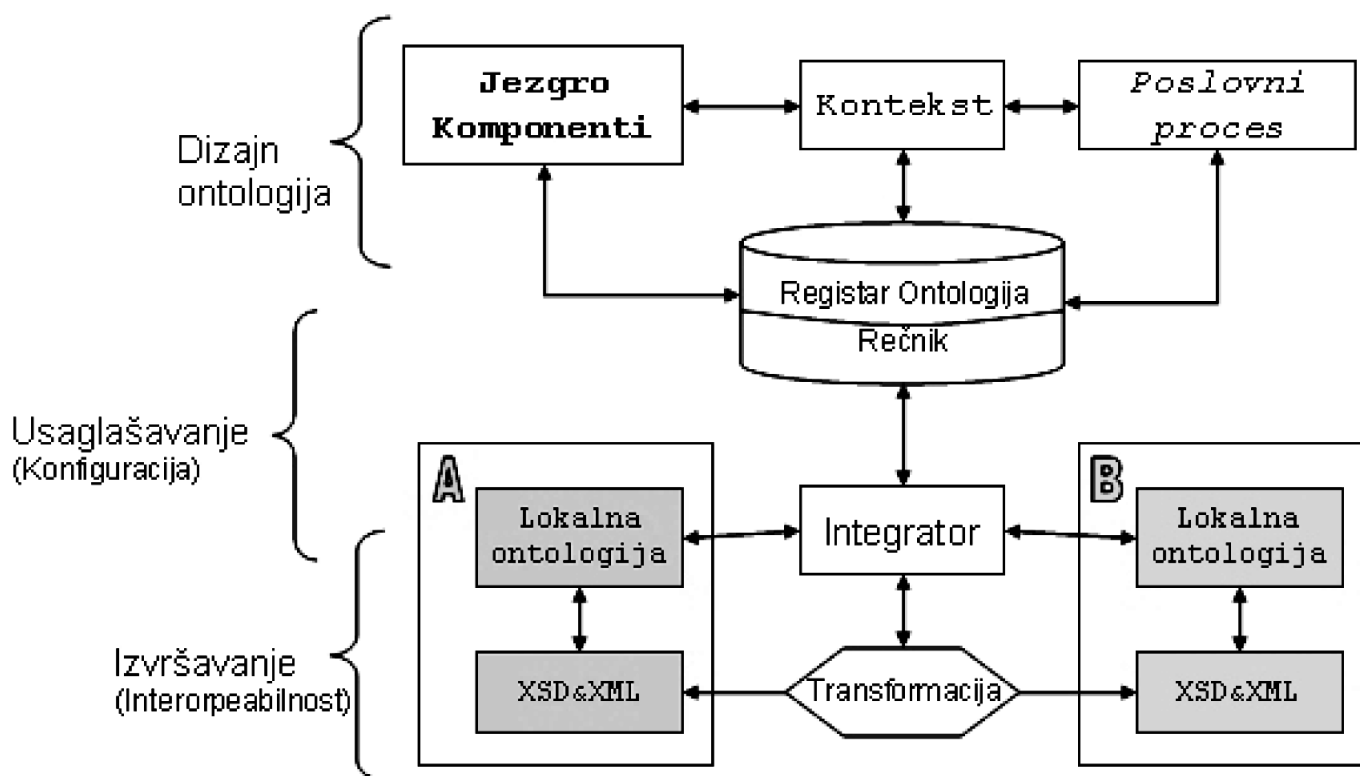 Jezgro
Komponenti
Kontekst
Poslovni
proces
Dizajn
ontologija
Registar Ontologija
Rečnik
Usaglašavanje
(Konfiguracija)
A
Lokalna
ontologija
Integrator
B
Lokalna
ontologija
Izvršavanje
(Interorpeabilnost)
XSD&XML
Transformacija
XSD&XML